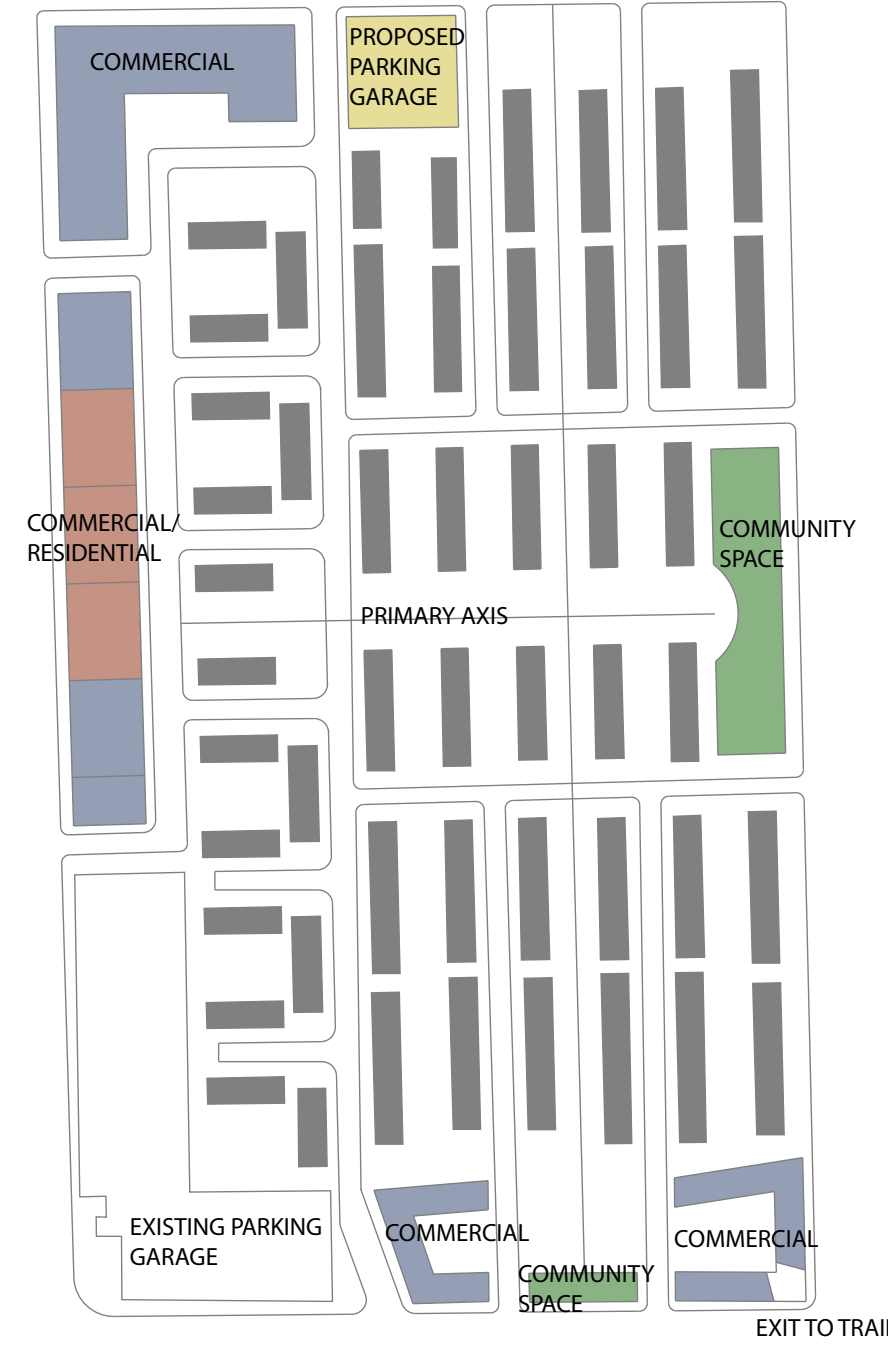 COMMERCIAL
PROPOSED
PARKING
GARAGE
COMMERCIAL/
RESIDENTIAL
COMMUNITY
SPACE
PRIMARY AXIS
EXISTING PARKING
GARAGE
COMMERCIAL
COMMERCIAL
COMMUNITY
SPACE
EXIT TO TRAIL